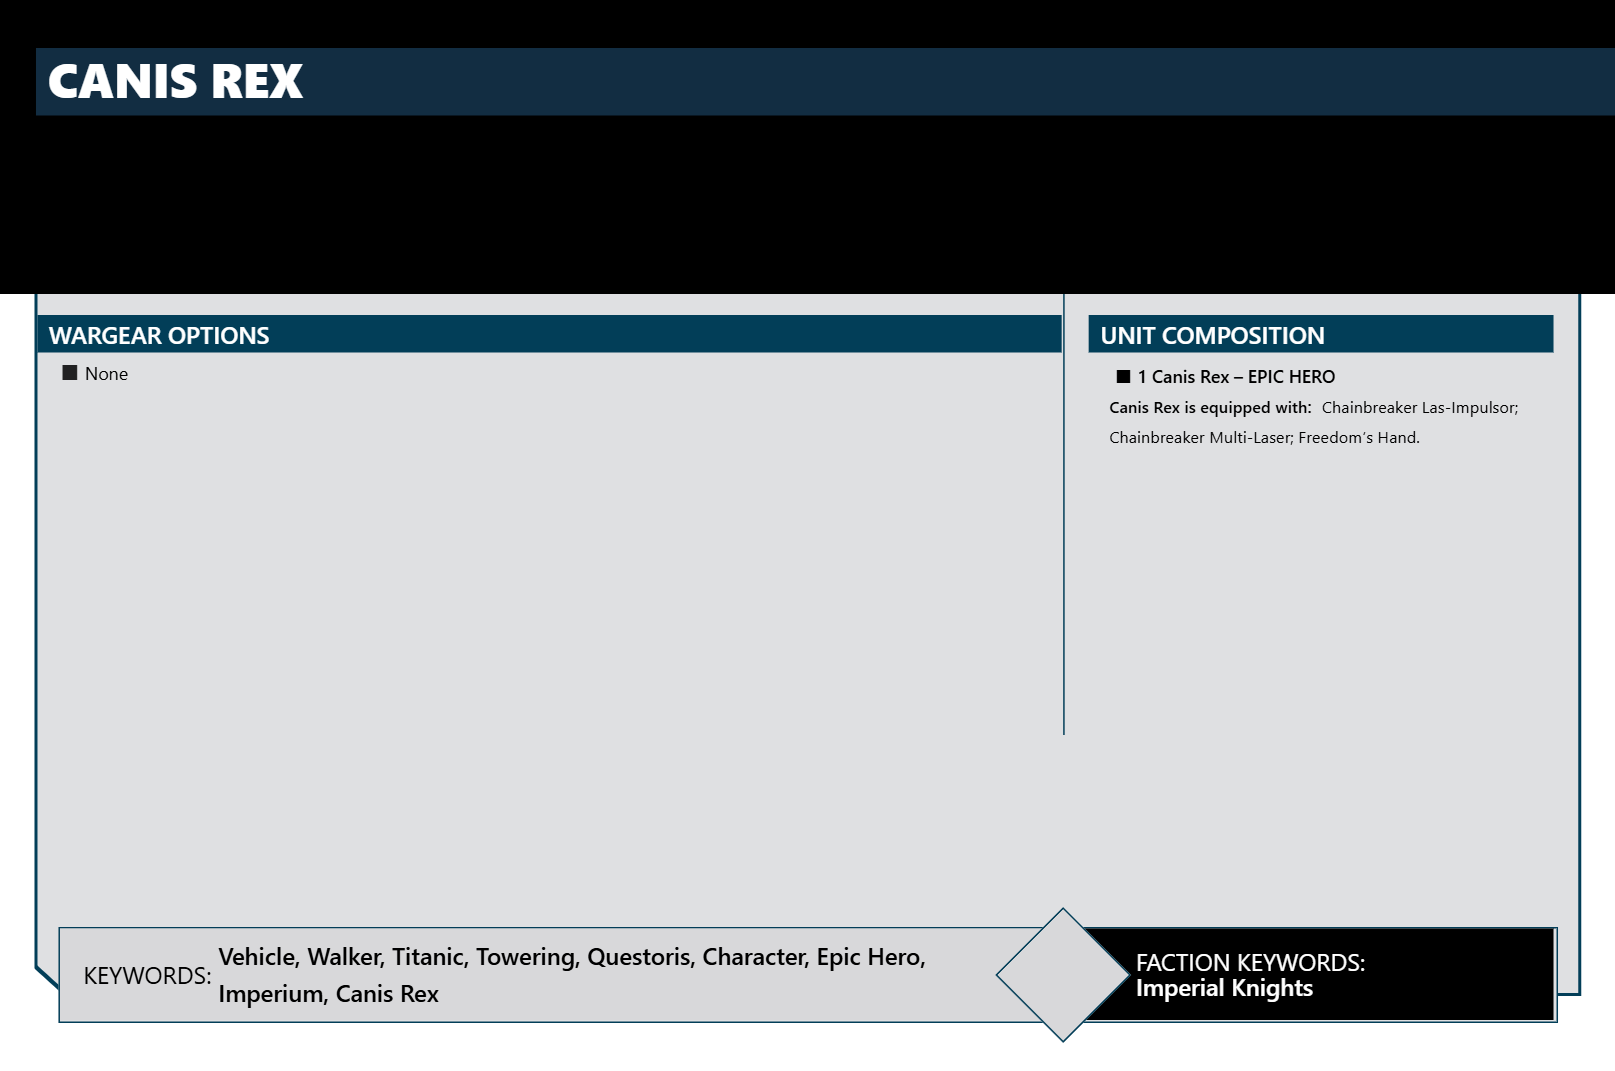 CANIS REX
WARGEAR OPTIONS
■ None
UNIT COMPOSITION
■ 1 Canis Rex – EPIC HERO
Canis Rex is equipped with: Chainbreaker Las-Impulsor;
Chainbreaker Multi-Laser; Freedom's Hand.
KEYWORDS:
Vehicle, Walker, Titanic, Towering, Questoris, Character, Epic Hero,
Imperium, Canis Rex
FACTION KEYWORDS:
Imperial Knights